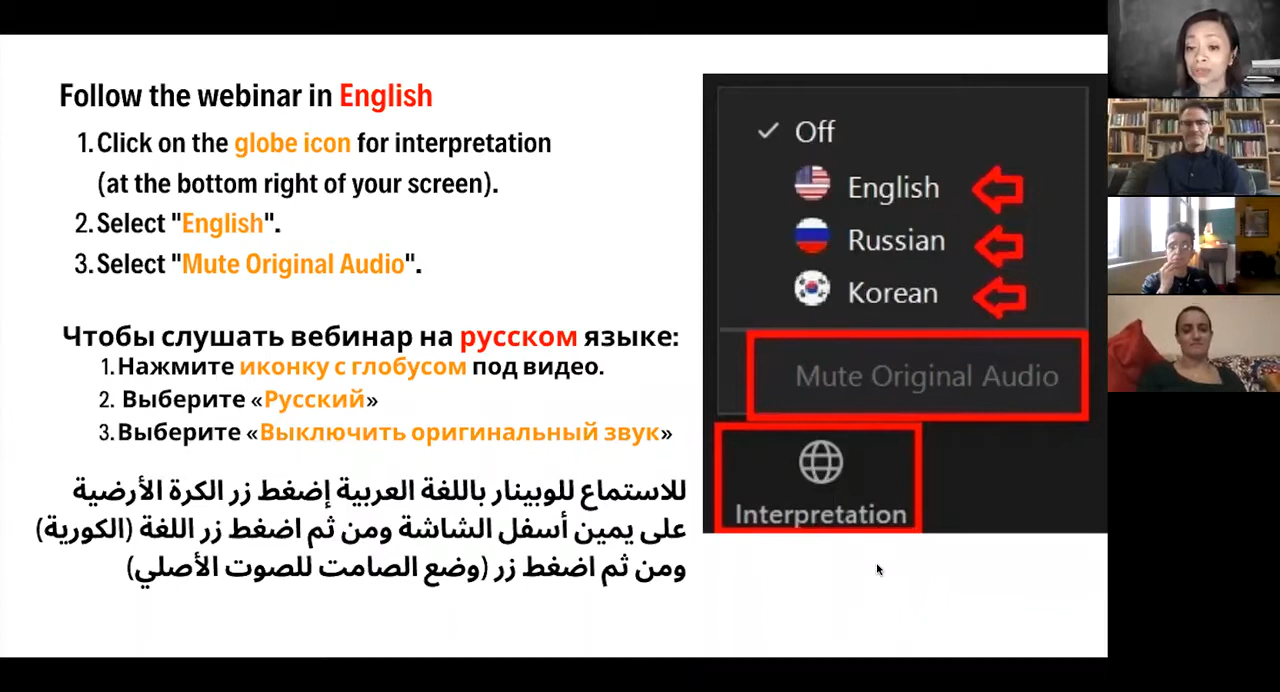 Follow the webinar in English
1. Click on the globe icon for interpretation
(at the bottom right of your screen).
2. Select "English".
3. Select "Mute Original Audio".
Чтобы слушать вебинар на русском языке:
1. Нажмите иконку с глобусом под видео.
2. Выберите «Русский»
3. Выберите «Выключить оригинальный звук»
للاستماع للوبينار باللغة العربية إضغط زر الكرة الأرضية
على يمين أسفل الشاشة ومن ثم اضغط زر اللغة (الكورية)
ومن ثم اضغط زر (وضع الصامت للصوت الأصلي)
Off
English
Russian
Korean
Mute Original Audio
Interpretation